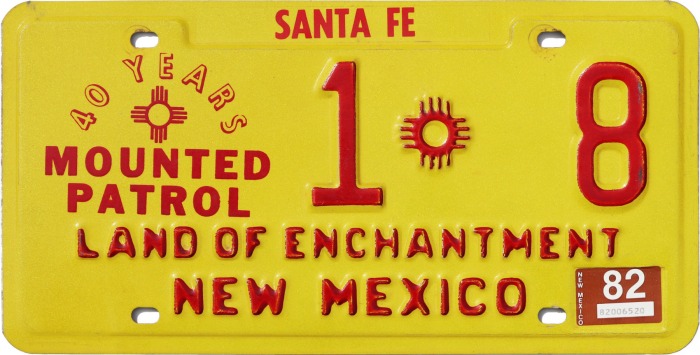 SANTA FE
40 YEARS
MOUNTED
PATROL
1 8
LAND OF ENCHANTMENT
NEW MEXICO
NEW MEXICO
82
82006520